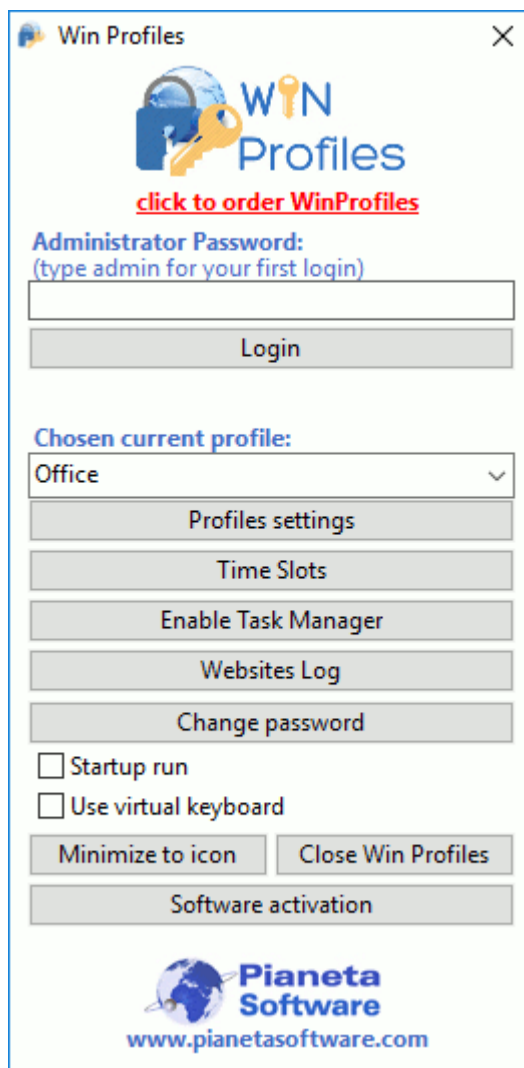 Win Profiles
WIN
Profiles
click to order WinProfiles
Administrator Password:
(type admin for your first login)
Login
Chosen current profile:
Office
Profiles settings
Time Slots
Enable Task Manager
Websites Log
Change password
Startup run
Use virtual keyboard
Minimize to icon Close Win Profiles
Software activation
Pianeta
Software
www.pianetasoftware.com